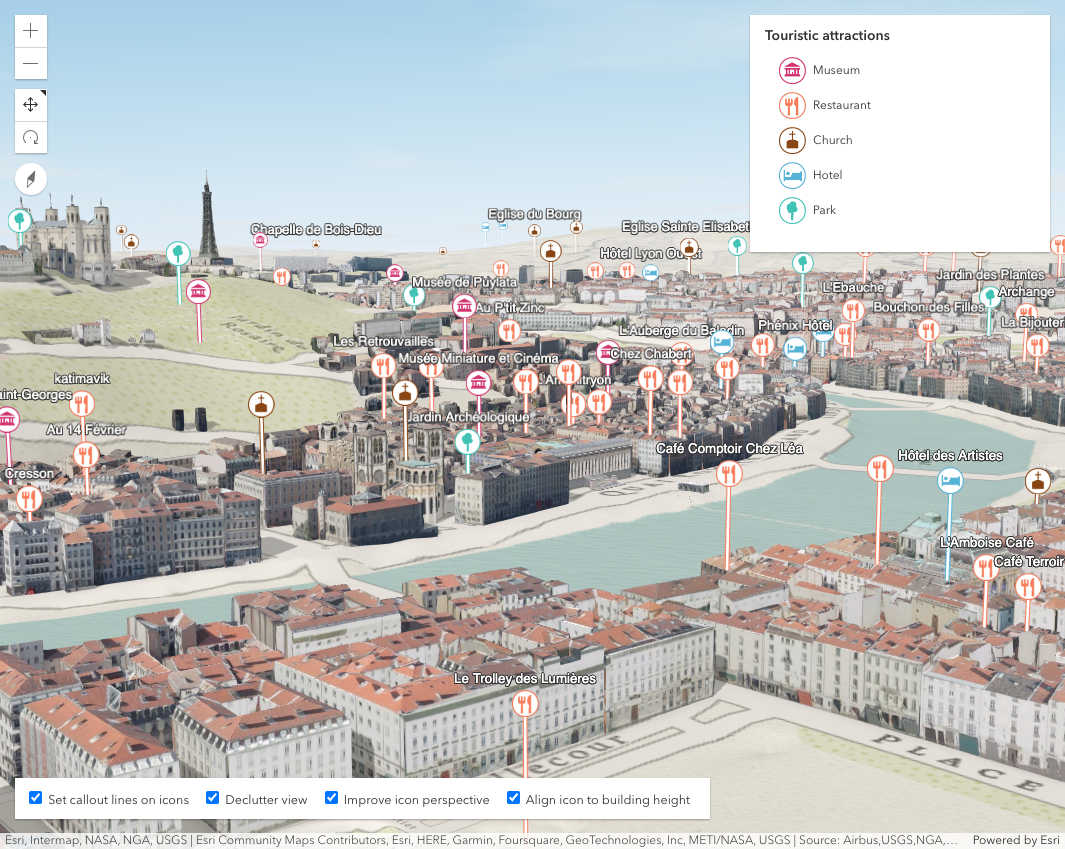 Touristic attractions
Museum
Restaurant
Church
Hotel
Park
Eglise du Bourg
Chapelle de Bois-Dieu
Eglise Sainte Elisabet
Jardin des Plantes
Musée de Puylata
L'Ebauche
Archange
Au P'tit Zinc
Bouchon des Filles
La Bijouter
L'Auberge du Baladin
Phénix Hôtel
Les Retrouvailles
Musée Miniature et Cinéma
Chez Chabert
katimavik
aint-Georges
Jardin Archéologique
Au 14 Février
Café Comptoir Chez Léa
Hôtel des Artistes
Cresson
L'Amboise Café
Café Terroir
Le Trolley des Lumières
PLACE
Set callout lines on icons
Declutter view
Improve icon perspective
Align icon to building height
Esri, Intermap, NASA, NGA, USGS | Esri Community Maps Contributors, Esri, HERE, Garmin, Foursquare, GeoTechnologies, Inc, METI/NASA, USGS | Source: Airbus,USGS,NGA,…
Powered by Esri